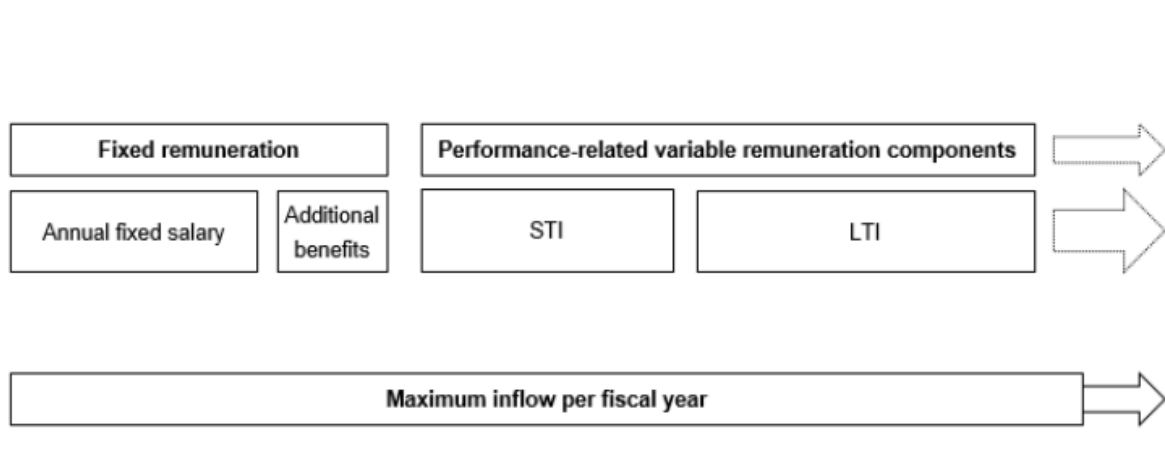 Fixed remuneration
Performance-related variable remuneration components
Annual fixed salary
Additional
benefits
STI
LTI
Maximum inflow per fiscal year